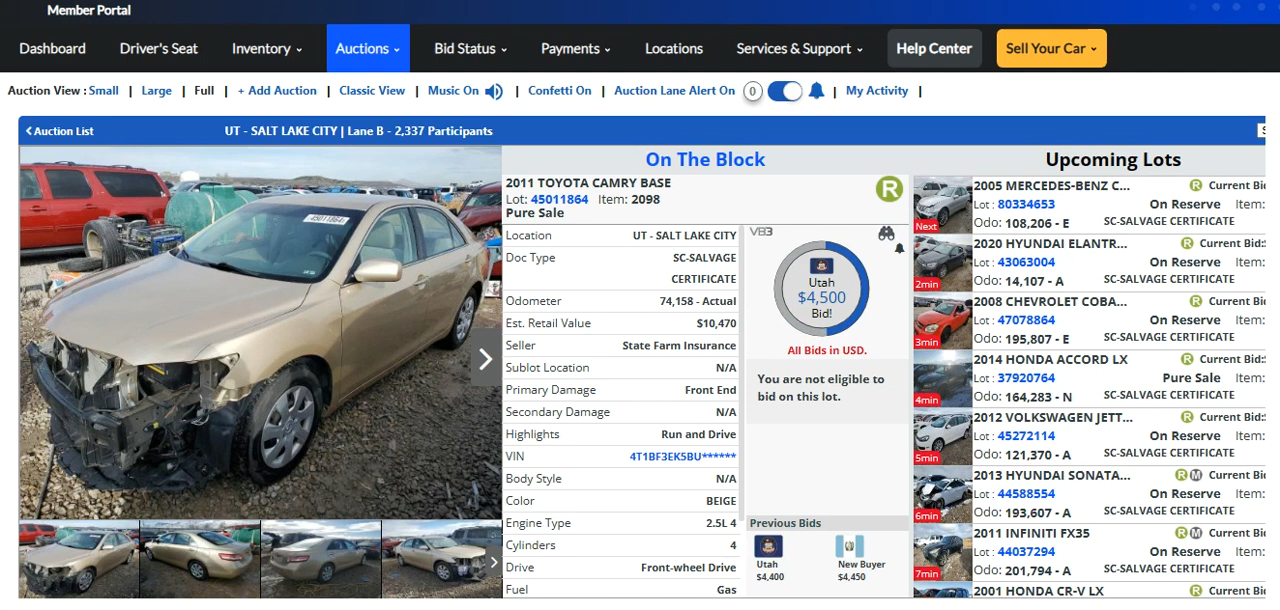 Member Portal
Dashboard Driver's Seat Inventory Auctions Bid Status Payments Locations Services & Support Help Center Sell Your Car
Auction View : Small | Large | Full | + Add Auction | Classic View | Music On | Confetti On | Auction Lane Alert On 0 | My Activity |
Auction List UT - SALT LAKE CITY | Lane B - 2,337 Participants
On The Block
2011 TOYOTA CAMRY BASE
Lot: 45011864 Item: 2098
Pure Sale
R
45011864
Location UT - SALT LAKE CITY
Doc Type SC-SALVAGE
CERTIFICATE
Odometer 74,158 - Actual
Est. Retail Value $10,470
Seller State Farm Insurance
Sublot Location N/A
Primary Damage Front End
Secondary Damage N/A
Highlights Run and Drive
VIN 4T1BF3EK5BU******
Body Style N/A
Color BEIGE
Engine Type 2.5L 4
Cylinders 4
Drive Front-wheel Drive
Fuel Gas
VB3
Utah
$4,500
Bid!
All Bids in USD.
You are not eligible to
bid on this lot.
Previous Bids
Utah
$4,400
New Buyer
$4,450
Upcoming Lots
2005 MERCEDES-BENZ C... R Current Bi
Lot : 80334653 On Reserve Item:
Next Odo: 108,206 - E SC-SALVAGE CERTIFICATE
2020 HYUNDAI ELANTR... R Current Bid:
Lot : 43063004 On Reserve Item:
2min Odo: 14,107 - A SC-SALVAGE CERTIFICATE
2008 CHEVROLET COBA... R Current Bi
Lot : 47078864 On Reserve Item:
3min Odo: 195,807 - E SC-SALVAGE CERTIFICATE
2014 HONDA ACCORD LX R Current Bid:
Lot : 37920764 Pure Sale Item:
4min Odo: 164,283 - N SC-SALVAGE CERTIFICATE
2012 VOLKSWAGEN JETT... R Current Bid:
Lot : 45272114 On Reserve Item:
5min Odo: 121,370 - A SC-SALVAGE CERTIFICATE
2013 HYUNDAI SONATA... R M Current Bi
Lot : 44588554 On Reserve Item:
6min Odo: 193,607 - A SC-SALVAGE CERTIFICATE
2011 INFINITI FX35 R M Current Bi
Lot : 44037294 On Reserve Item:
7min Odo: 201,794 - A SC-SALVAGE CERTIFICATE
2001 HONDA CR-V LX R Current Bi